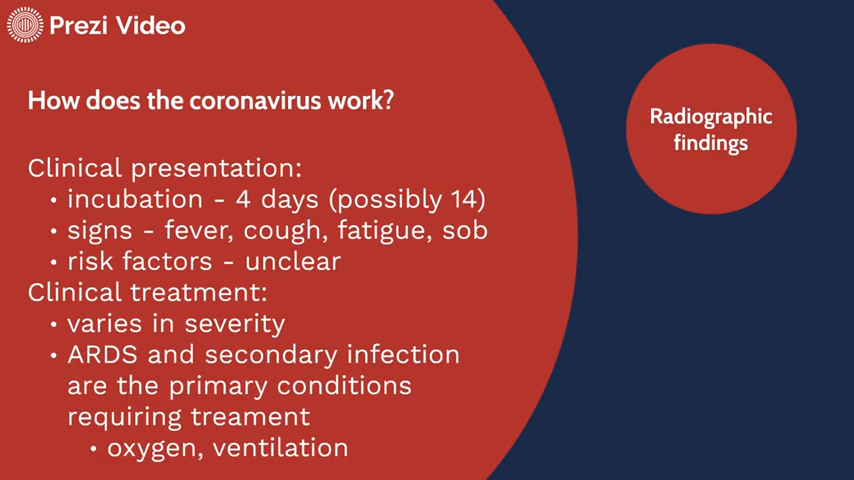 Prezi Video
How does the coronavirus work?
Clinical presentation:
• incubation - 4 days (possibly 14)
• signs - fever, cough, fatigue, sob
• risk factors - unclear
Clinical treatment:
• varies in severity
• ARDS and secondary infection
are the primary conditions
requiring treament
• oxygen, ventilation
Radiographic
findings